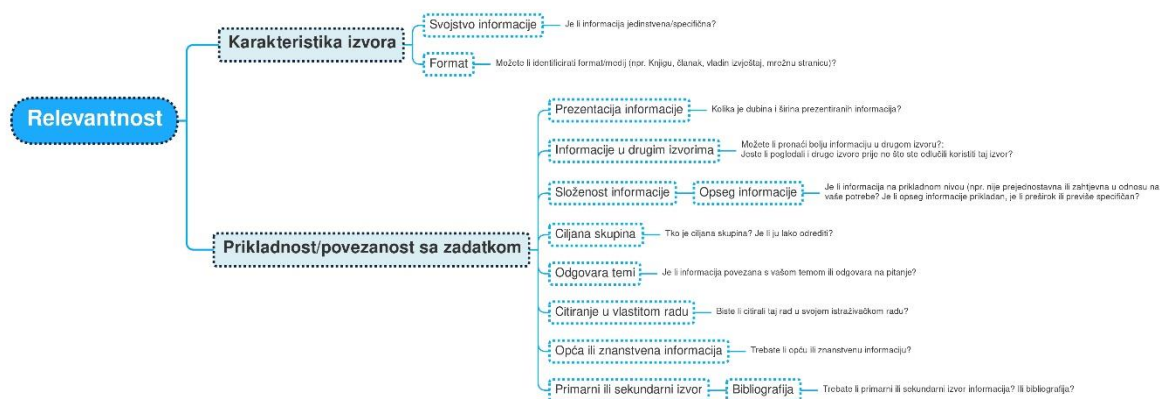 Relevantnost
Karakteristika izvora
Svojstvo informacije
Je li informacija jedinstvena/specifična?
Format
Možete li identificirati format/medij (npr. Knjigu, članak, vladin izvještaj, mrežnu stranicu)?
Prikladnost/povezanost sa zadatkom
Prezentacija informacije
Kolika je dubina i širina prezentiranih informacija?
Informacije u drugim izvorima
Možete li pronaći bolju informaciju u drugom izvoru?;
Jeste li pogledali i druge izvore prije no što ste odlučili koristiti taj izvor?
Složenost informacije
Opseg informacije
Je li informacija na prikladnom nivou (npr. nije prejednostavna ili zahtjevna u odnosu na
vaše potrebe? Je li opseg informacije prikladan, je li preširok ili previše specifičan?
Ciljana skupina
Tko je ciljana skupina? Je li ju lako odrediti?
Odgovara temi
Je li informacija povezana s vašom temom ili odgovara na pitanje?
Citiranje u vlastitom radu
Biste li citirali taj rad u svojem istraživačkom radu?
Opća ili znanstvena informacija
Trebate li opću ili znanstvenu informaciju?
Primarni ili sekundarni izvor
Bibliografija
Trebate li primarni ili sekundarni izvor informacija? Ili bibliografija?